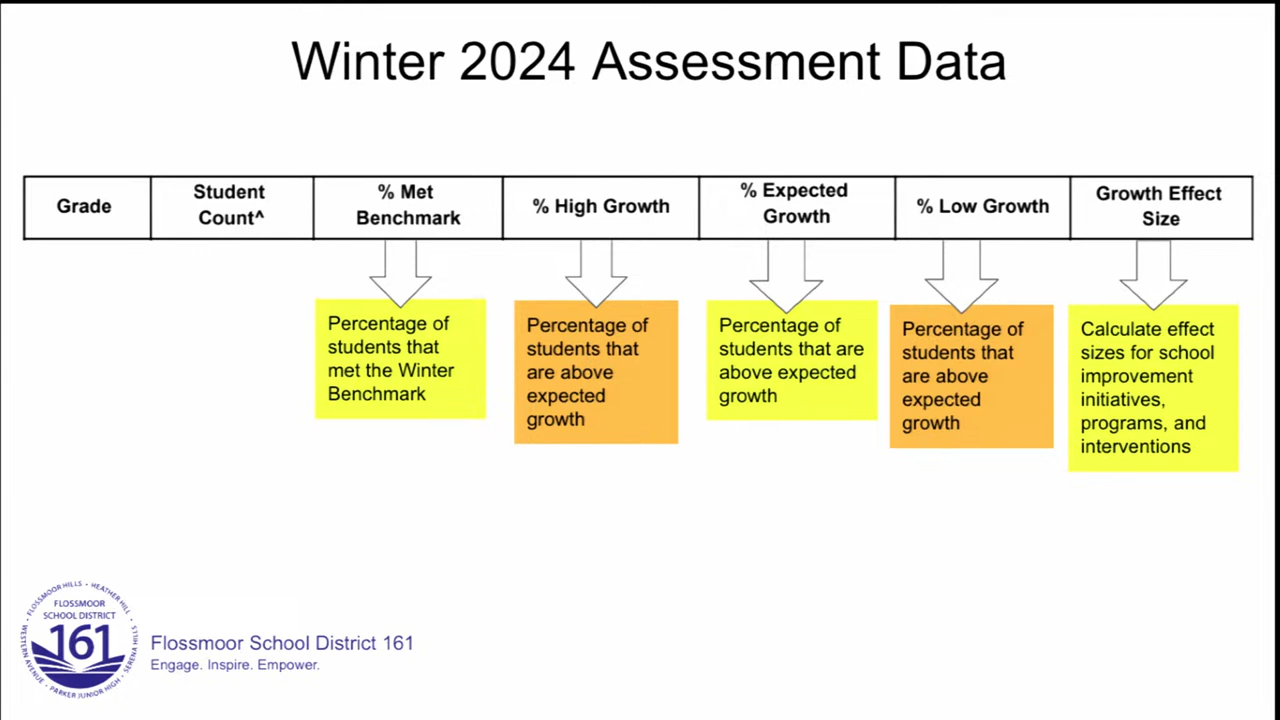 Winter 2024 Assessment Data
Grade
Student
Count^
% Met
Benchmark
% High Growth
% Expected
Growth
% Low Growth
Growth Effect
Size
Percentage of
students that
met the Winter
Benchmark
Percentage of
students that
are above
expected
growth
Percentage of
students that are
above expected
growth
Percentage of
students that
are above
expected
growth
Calculate effect
sizes for school
improvement
initiatives,
programs, and
interventions
FLOSSMOOR HILLS • HEATHER HILL • SERENA HILLS • PARKER JUNIOR HIGH • WESTERN AVENUE •
FLOSSMOOR
SCHOOL DISTRICT
161
Flossmoor School District 161
Engage. Inspire. Empower.